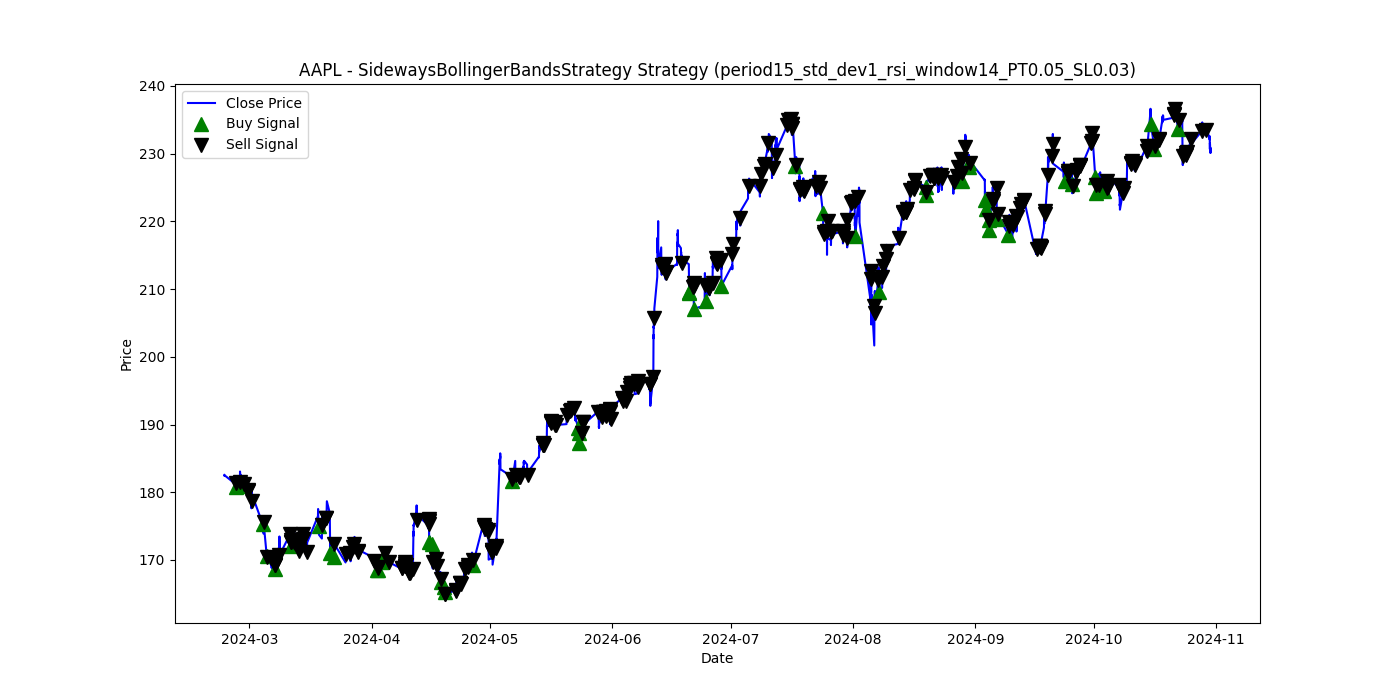 AAPL - SidewaysBollingerBandsStrategy Strategy (period15_std_dev1_rsi_window14_PT0.05_SL0.03)
Close Price
Buy Signal
Sell Signal
Price
240
230
220
210
200
190
180
170
2024-03 2024-04 2024-05 2024-06 2024-07 2024-08 2024-09 2024-10 2024-11
Date